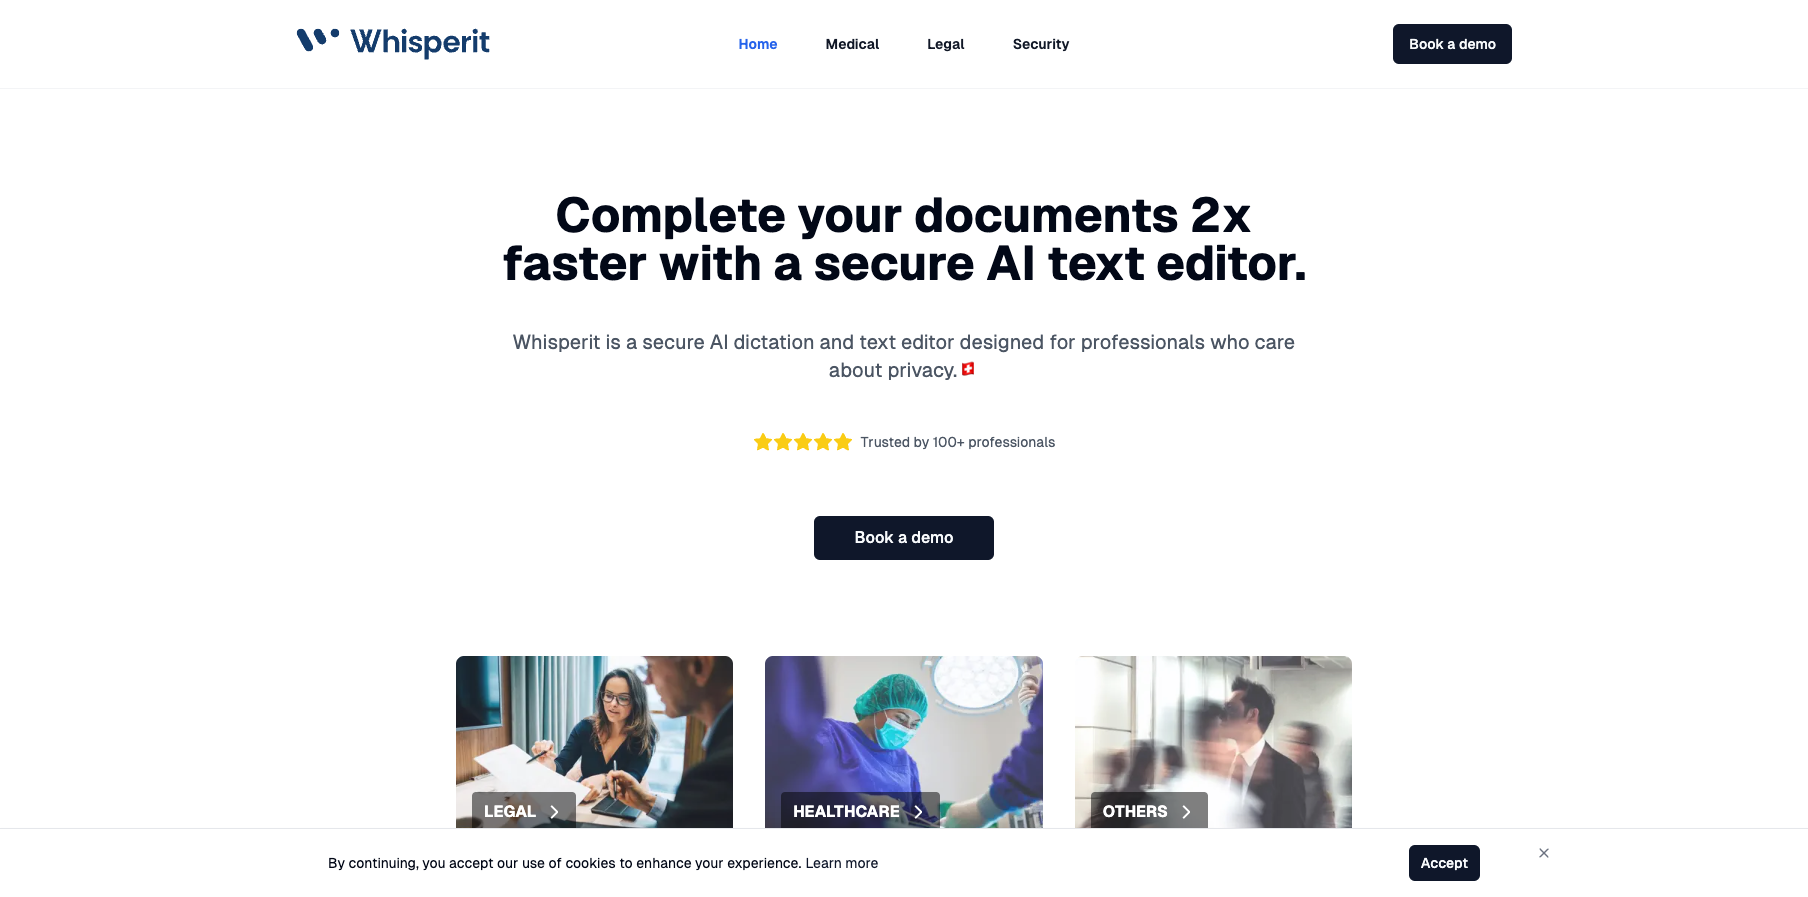 Whisperit
Home
Medical
Legal
Security
Book a demo
Complete your documents 2x
faster with a secure AI text editor.
Whisperit is a secure AI dictation and text editor designed for professionals who care
about privacy.
Trusted by 100+ professionals
Book a demo
LEGAL
HEALTHCARE
OTHERS
By continuing, you accept our use of cookies to enhance your experience. Learn more
Accept